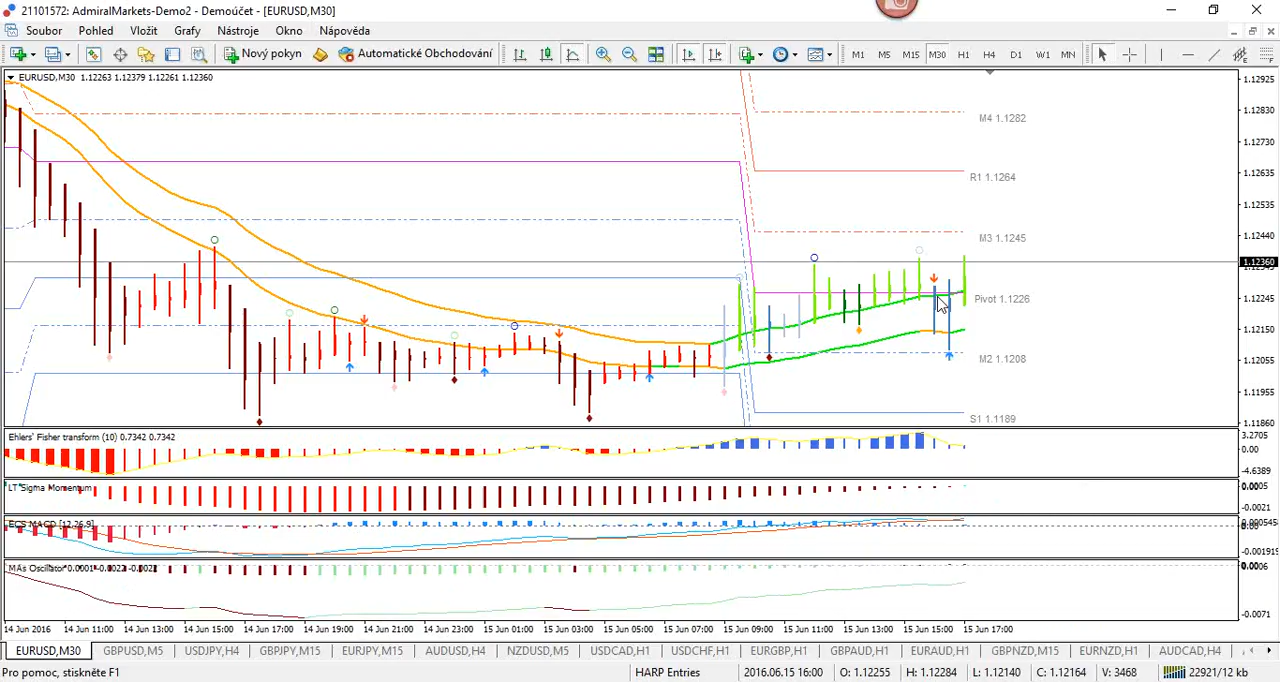 21101572: AdmiralMarkets-Demo2 - Demoúčet - [EURUSD,M30]
Soubor Pohled Vložit Grafy Nástroje Okno Nápověda
Nový pokyn Automatické Obchodování M1 M5 M15 M30 H1 H4 D1 W1 MN
EURUSD,M30 1.12263 1.12379 1.12261 1.12360
1.12925
1.12830
M4 1.1282
1.12730
1.12635
R1 1.1264
1.12535
1.12440
M3 1.1245
1.12360
1.12245
Pivot 1.1226
1.12150
1.12055
M2 1.1208
1.11955
S1 1.1189
1.11860
Ehlers' Fisher transform (10) 0.7342 0.7342
3.2705
0.00
-4.6389
LT Sigma Momentum
-0.0021
ECS MACD [12,26,9]
0.000545
-0.001915
MAs Oscillator 0.0001 -0.0022 -0.0021
-0.0071
14 Jun 2016 14 Jun 11:00 14 Jun 13:00 14 Jun 15:00 14 Jun 17:00 14 Jun 19:00 14 Jun 21:00 14 Jun 23:00 15 Jun 01:00 15 Jun 03:00 15 Jun 05:00 15 Jun 07:00 15 Jun 09:00 15 Jun 11:00 15 Jun 13:00 15 Jun 15:00 15 Jun 17:00
EURUSD,M30 GBPUSD,M5 USDJPY,H4 GBPJPY,M15 EURJPY,M15 AUDUSD,H4 NZDUSD,M5 USDCAD,H1 USDCHF,H1 EURGBP,H1 GBPAUD,H1 EURAUD,H1 GBPNZD,M15 EURNZD,H1 AUDCAD,H4
Pro pomoc, stiskněte F1 HARP Entries 2016.06.15 16:00 O: 1.12255 H: 1.12284 L: 1.12140 C: 1.12164 V: 3468 22921/12 kb